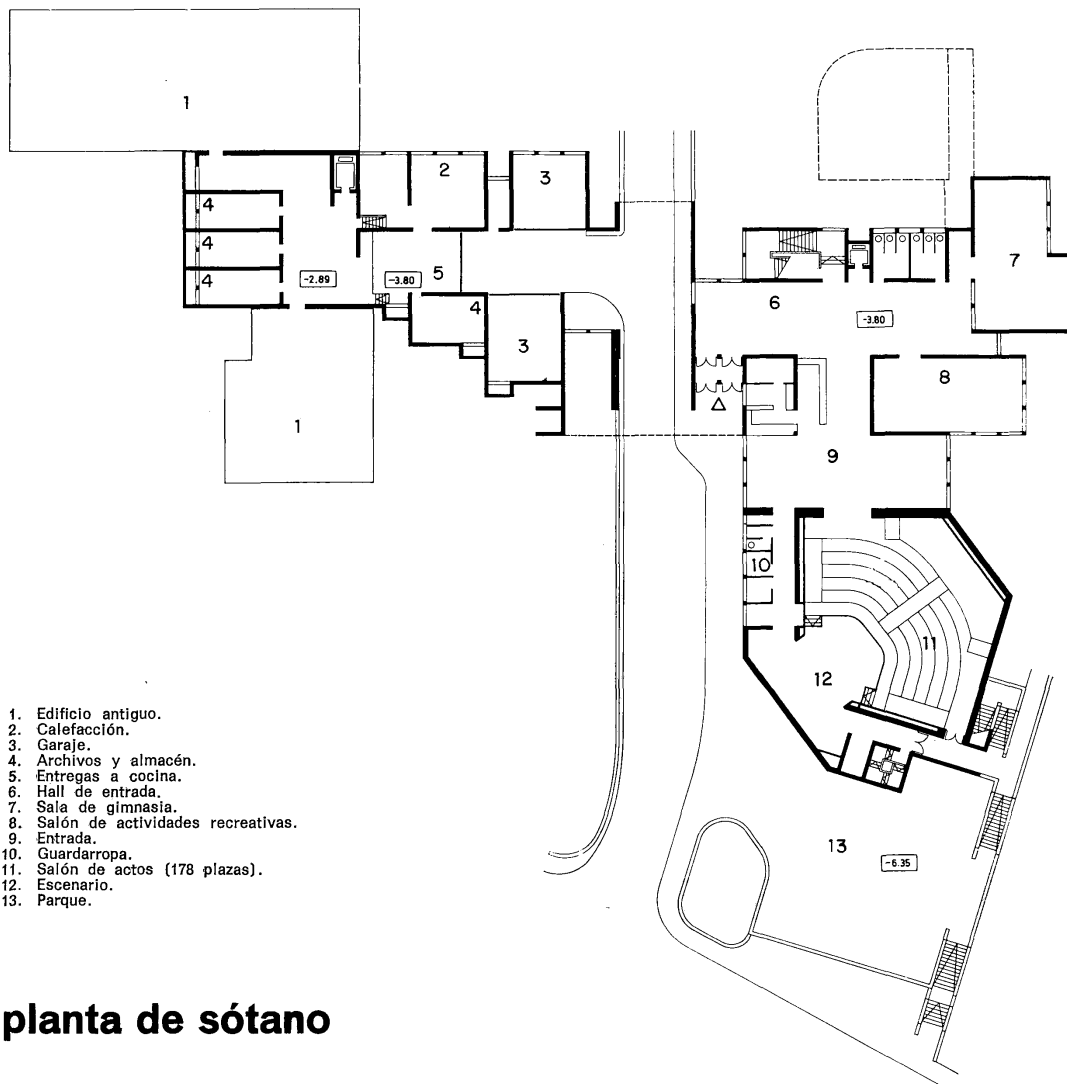 1
2
3
4
4
4
-2.89
-3.80
5
4
3
1
6
7
-3.80
8
9
10
11
12
13
-6.35
1. Edificio antiguo.
2. Calefacción.
3. Garaje.
4. Archivos y almacén.
5. Entregas a cocina.
6. Hall de entrada.
7. Sala de gimnasia.
8. Salón de actividades recreativas.
9. Entrada.
10. Guardarropa.
11. Salón de actos (178 plazas).
12. Escenario.
13. Parque.
planta de sótano